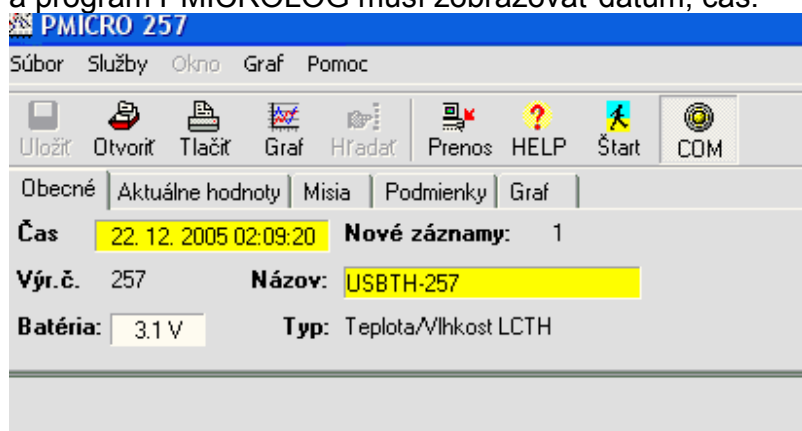 a program PMICROLOG musí zobrazovať dátum, čas.
PMICRO 257
Súbor Služby Okno Graf Pomoc
Uložiť Otvoriť Tlačiť Graf Hľadať Prenos HELP Štart COM
Obecné Aktuálne hodnoty Misia Podmienky Graf
Čas 22. 12. 2005 02:09:20 Nové záznamy: 1
Výr.č. 257 Názov: USBTH-257
Batéria: 3.1 V Typ: Teplota/Vlhkost LCTH